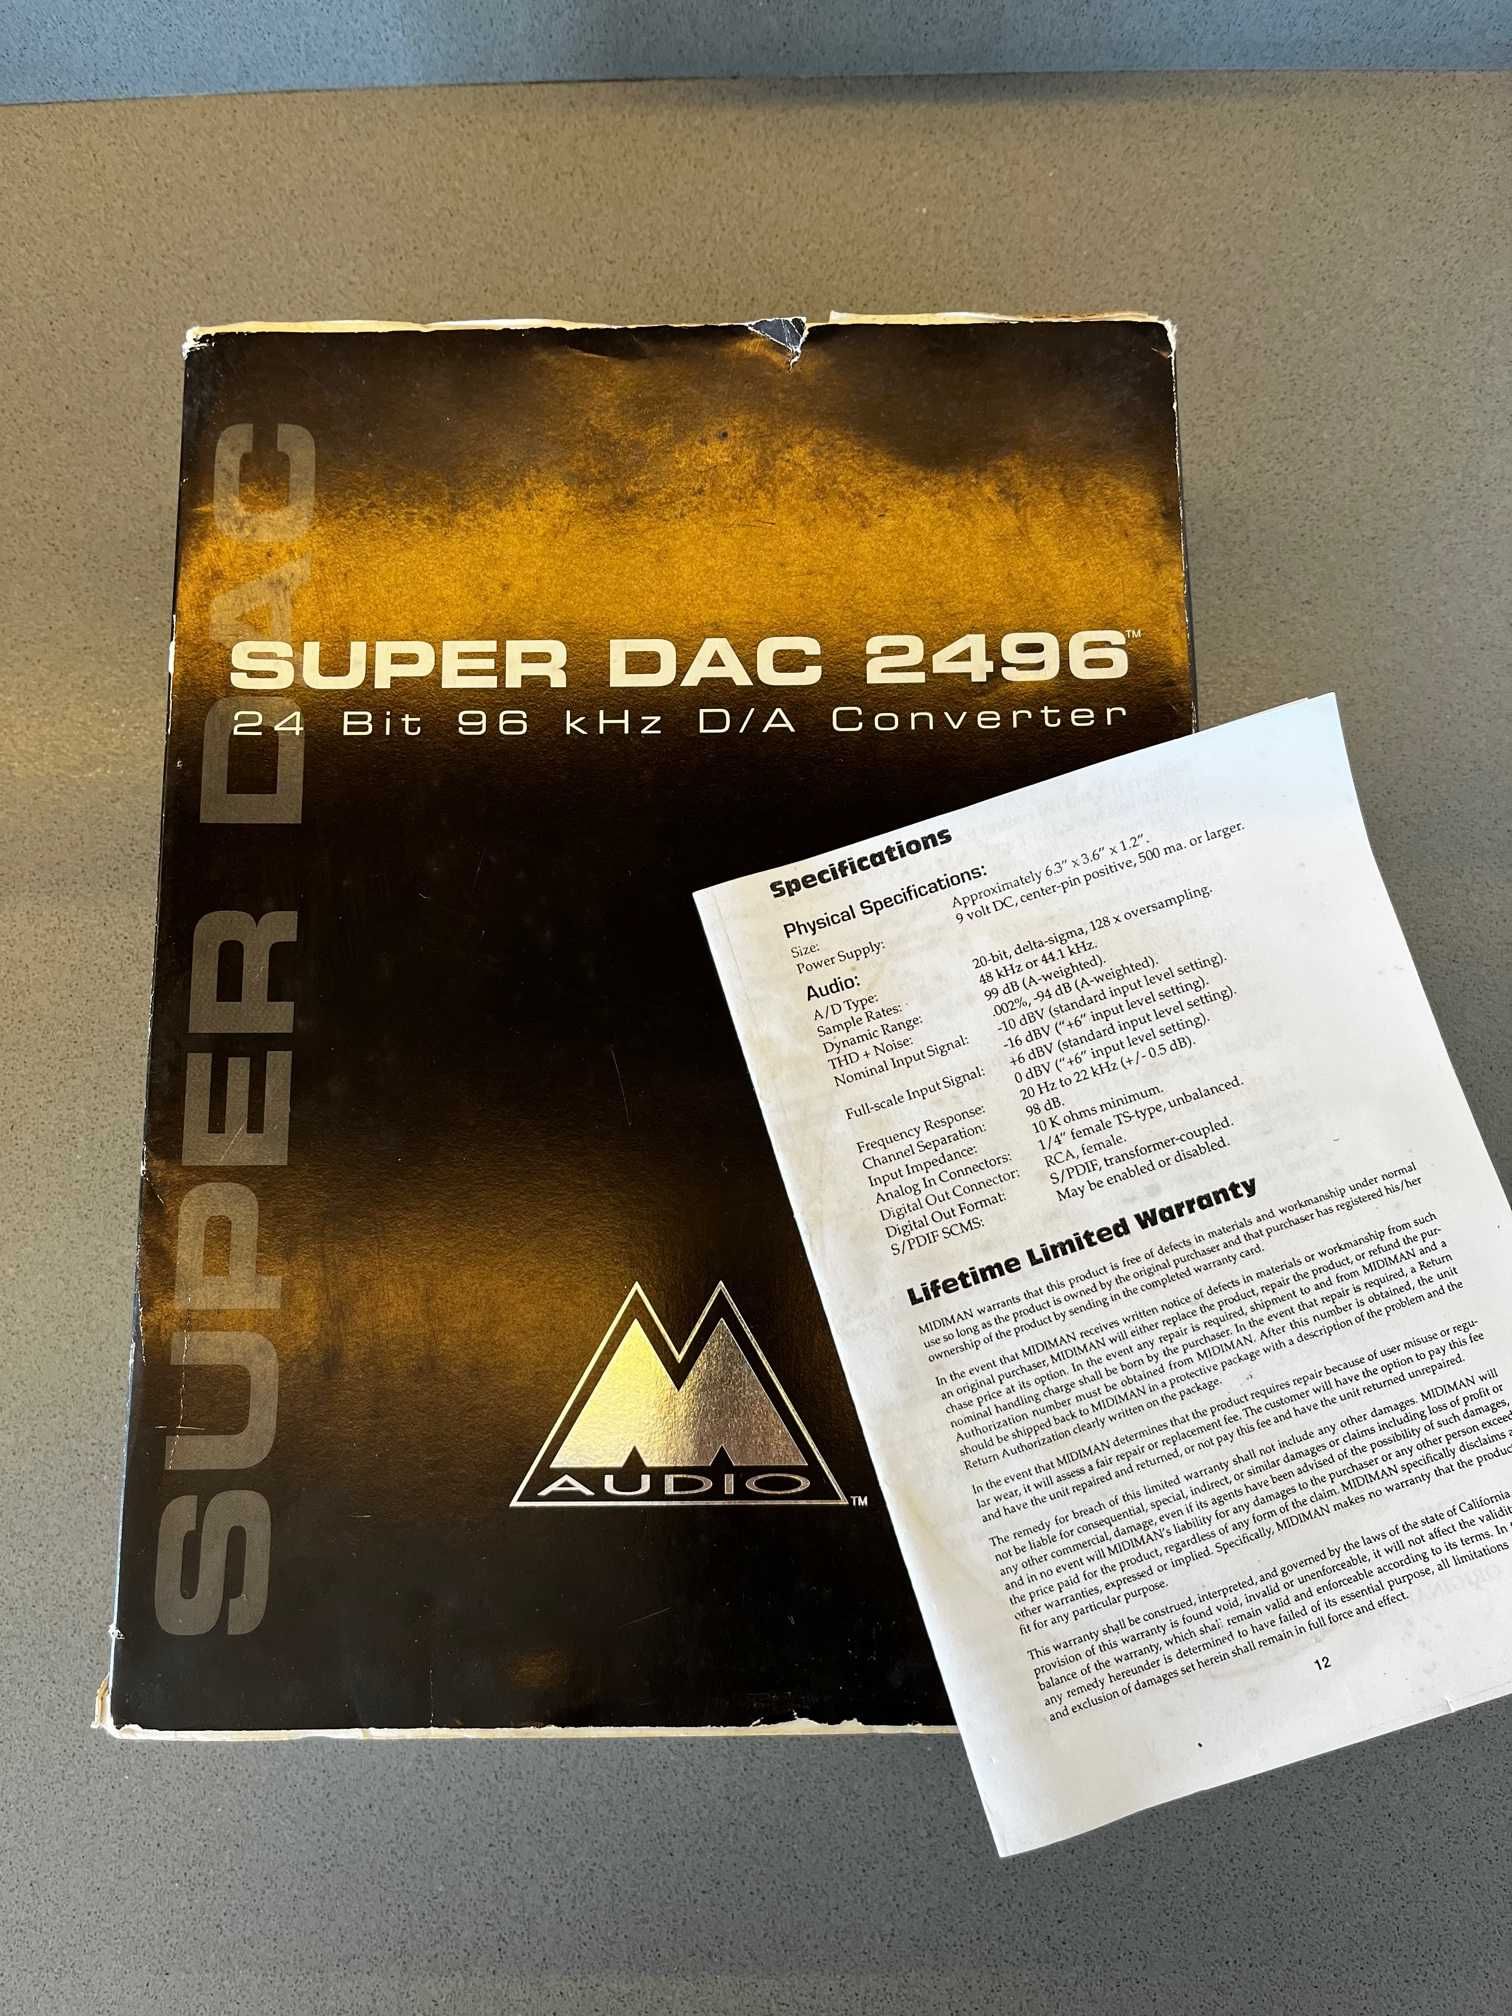 SUPER DAC
SUPER DAC 2496™
24 Bit 96 kHz D/A Converter
M
AUDIO™
Specifications
Physical Specifications:
Size: Approximately 6.3" x 3.6" x 1.2".
Power Supply: 9 volt DC, center-pin positive, 500 ma. or larger.
Audio:
A/D Type: 20-bit, delta-sigma, 128 x oversampling.
Sample Rates: 48 kHz or 44.1 kHz.
Dynamic Range: 99 dB (A-weighted).
THD + Noise: .002%, -94 dB (A-weighted).
Nominal Input Signal: -10 dBV (standard input level setting).
-16 dBV ("+6" input level setting).
Full-scale Input Signal: +6 dBV (standard input level setting).
0 dBV ("+6" input level setting).
Frequency Response: 20 Hz to 22 kHz (+/- 0.5 dB).
Channel Separation: 98 dB.
Input Impedance: 10 K ohms minimum.
Analog In Connectors: 1/4" female TS-type, unbalanced.
Digital Out Connector: RCA, female.
Digital Out Format: S/PDIF, transformer-coupled.
S/PDIF SCMS: May be enabled or disabled.
Lifetime Limited Warranty
MIDIMAN warrants that this product is free of defects in materials and workmanship under normal
use so long as the product is owned by the original purchaser and that purchaser has registered his/her
ownership of the product by sending in the completed warranty card.
In the event that MIDIMAN receives written notice of defects in materials or workmanship from such
an original purchaser, MIDIMAN will either replace the product, repair the product, or refund the pur-
chase price at its option. In the event any repair is required, shipment to and from MIDIMAN and a
nominal handling charge shall be born by the purchaser. In the event that repair is required, a Return
Authorization number must be obtained from MIDIMAN. After this number is obtained, the unit
should be shipped back to MIDIMAN in a protective package with a description of the problem and the
Return Authorization clearly written on the package.
In the event that MIDIMAN determines that the product requires repair because of user misuse or regu-
lar wear, it will assess a fair repair or replacement fee. The customer will have the option to pay this fee
and have the unit repaired and returned, or not pay this fee and have the unit returned unrepaired.
The remedy for breach of this limited warranty shall not include any other damages. MIDIMAN will
not be liable for consequential, special, indirect, or similar damages or claims including loss of profit or
any other commercial, damage, even if its agents have been advised of the possibility of such damages,
and in no event will MIDIMAN's liability for any damages to the purchaser or any other person exceed
the price paid for the product, regardless of any form of the claim. MIDIMAN specifically disclaims a
other warranties, expressed or implied. Specifically, MIDIMAN makes no warranty that the product
fit for any particular purpose.
This warranty shall be construed, interpreted, and governed by the laws of the state of California.
provision of this warranty is found void, invalid or unenforceable, it will not affect the validit
balance of the warranty, which shall remain valid and enforceable according to its terms. In
any remedy hereunder is determined to have failed of its essential purpose, all limitations
and exclusion of damages set herein shall remain in full force and effect.
12